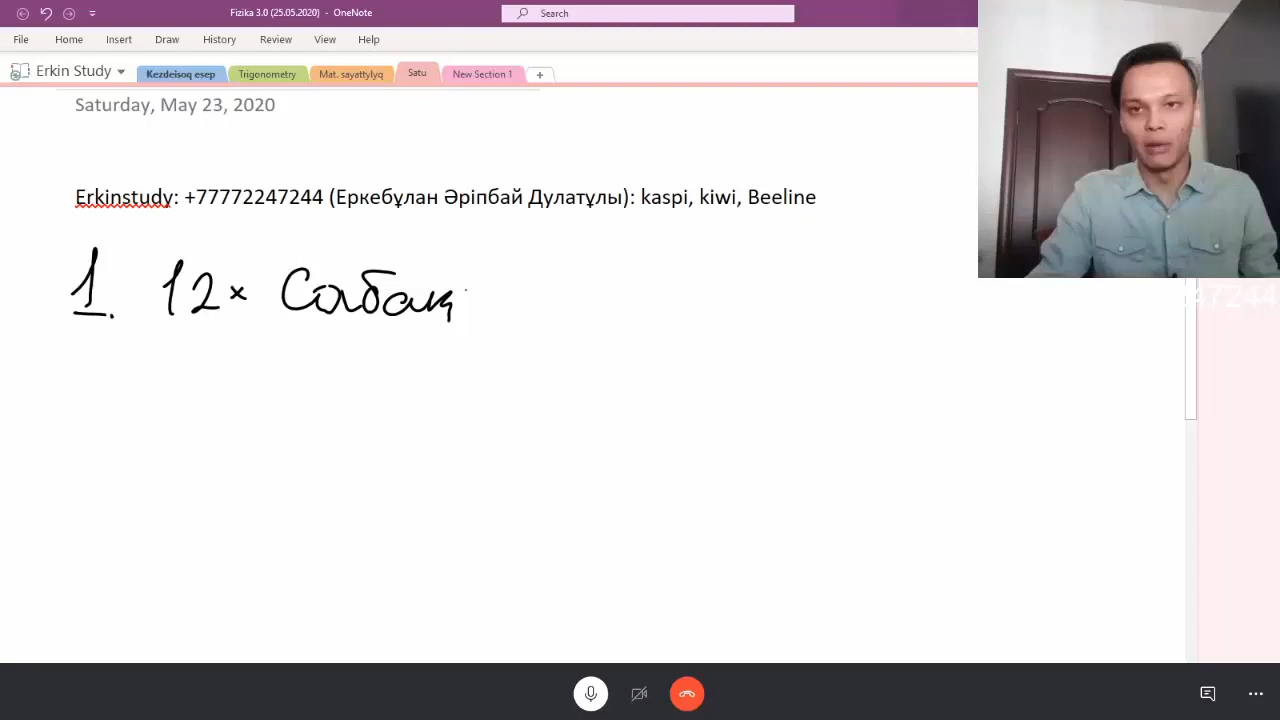 Fizika 3.0 (25.05.2020) - OneNote
Search
File Home Insert Draw History Review View Help
Erkin Study Kezdeisoq esep Trigonometry Mat. sayattylyq Satu New Section 1 +
Saturday, May 23, 2020
Erkinstudy: +77772247244 (Еркебұлан Әріпбай Дулатұлы): kaspi, kiwi, Beeline
1. 12× Сабақ
47244